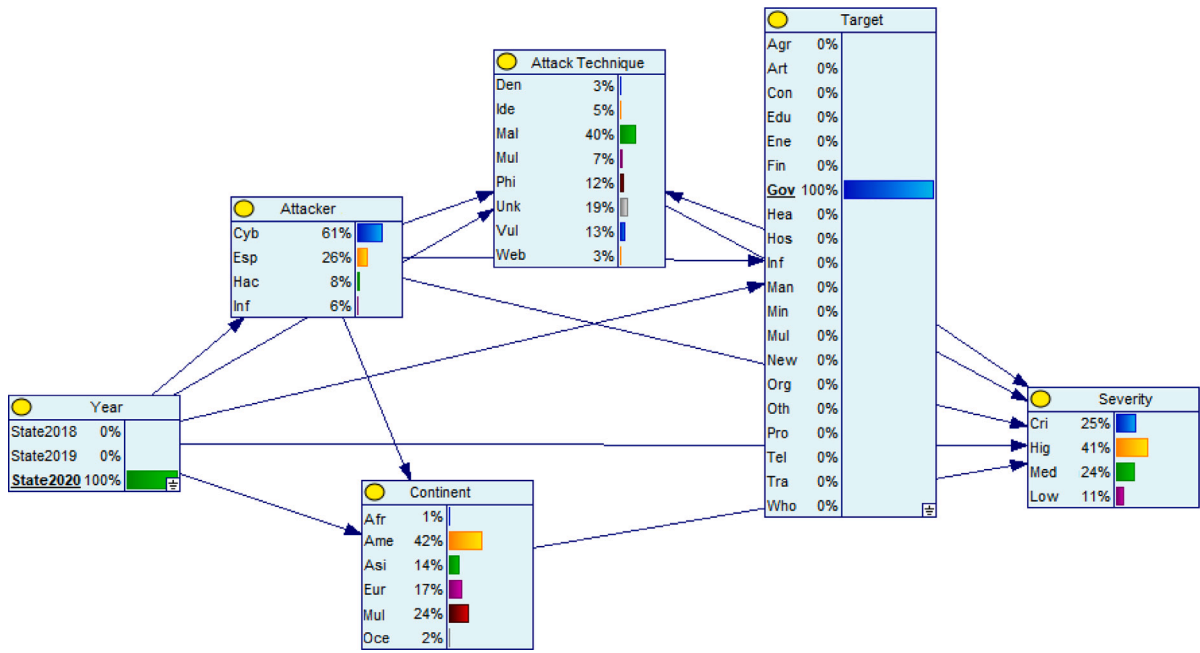 Target
Agr 0%
Art 0%
Con 0%
Edu 0%
Ene 0%
Fin 0%
Gov 100%
Hea 0%
Hos 0%
Inf 0%
Man 0%
Min 0%
Mul 0%
New 0%
Org 0%
Oth 0%
Pro 0%
Tel 0%
Tra 0%
Who 0%
Attack Technique
Den 3%
Ide 5%
Mal 40%
Mul 7%
Phi 12%
Unk 19%
Vul 13%
Web 3%
Attacker
Cyb 61%
Esp 26%
Hac 8%
Inf 6%
Year
State2018 0%
State2019 0%
State2020 100%
Severity
Cri 25%
Hig 41%
Med 24%
Low 11%
Continent
Afr 1%
Ame 42%
Asi 14%
Eur 17%
Mul 24%
Oce 2%